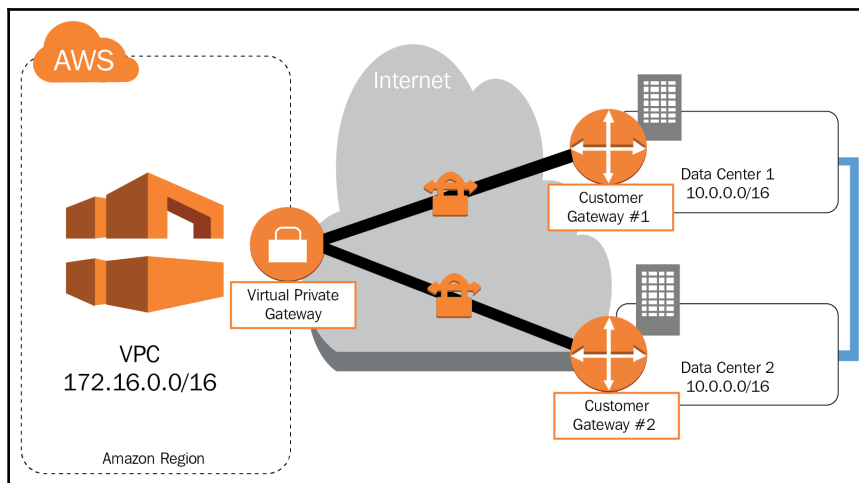 AWS
Internet
Data Center 1
10.0.0.0/16
Customer
Gateway #1
Virtual Private
Gateway
VPC
172.16.0.0/16
Data Center 2
10.0.0.0/16
Customer
Gateway #2
Amazon Region